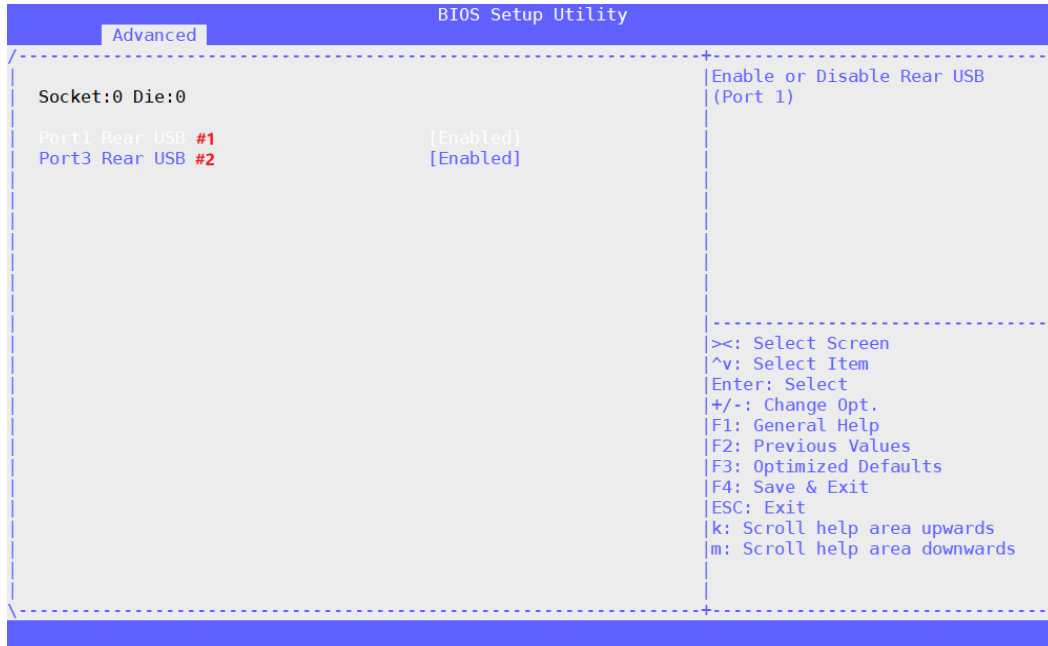 BIOS Setup Utility
Advanced
Socket:0 Die:0
Port1 Rear USB #1 [Enabled]
Port3 Rear USB #2 [Enabled]
Enable or Disable Rear USB
(Port 1)
><: Select Screen
^v: Select Item
Enter: Select
+/-: Change Opt.
F1: General Help
F2: Previous Values
F3: Optimized Defaults
F4: Save & Exit
ESC: Exit
k: Scroll help area upwards
m: Scroll help area downwards